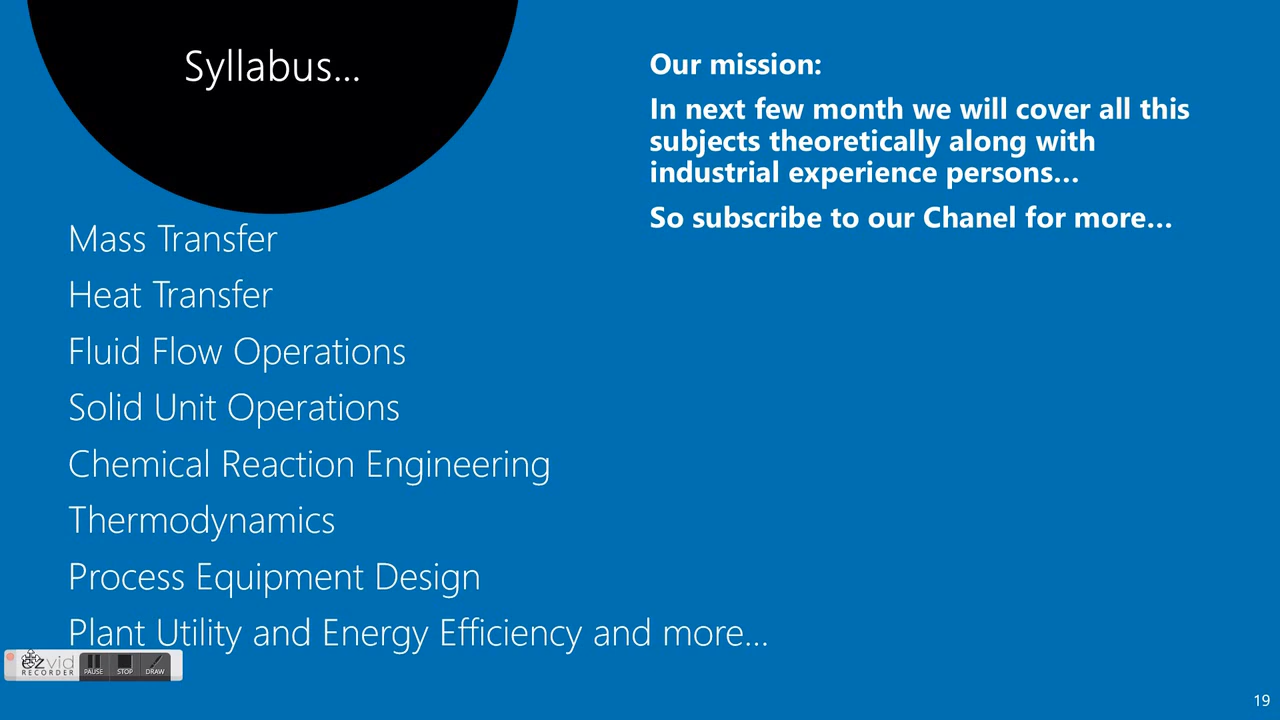 Syllabus...
Our mission:
In next few month we will cover all this
subjects theoretically along with
industrial experience persons...
So subscribe to our Chanel for more...
Mass Transfer
Heat Transfer
Fluid Flow Operations
Solid Unit Operations
Chemical Reaction Engineering
Thermodynamics
Process Equipment Design
Plant Utility and Energy Efficiency and more...
ezvid
RECORDER
PAUSE
STOP
DRAW
19